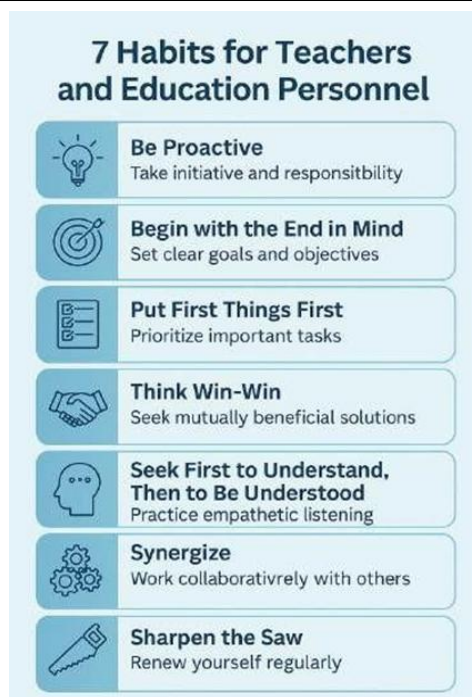 7 Habits for Teachers
and Education Personnel
Be Proactive
Take initiative and responsitbility
Begin with the End in Mind
Set clear goals and objectives
Put First Things First
Prioritize important tasks
Think Win-Win
Seek mutually beneficial solutions
Seek First to Understand,
Then to Be Understood
Practice empathetic listening
Synergize
Work collaborativrely with others
Sharpen the Saw
Renew yourself regularly